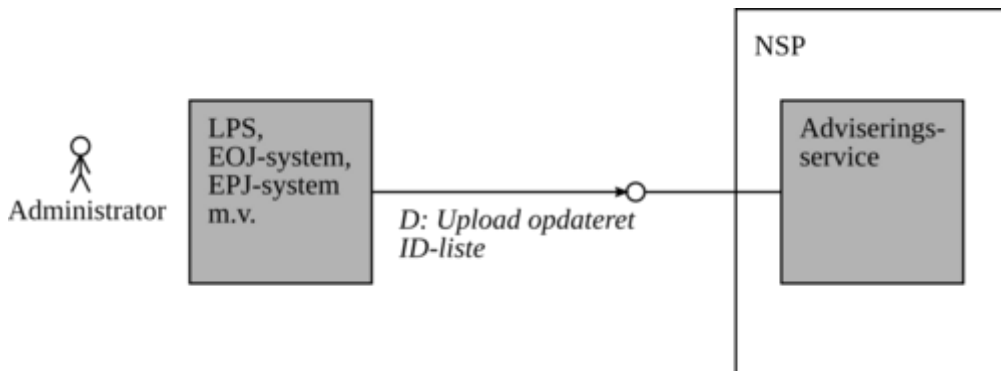 NSP
LPS,
EOJ-system,
EPJ-system
m.v.
Adviserings-
service
Administrator
D: Upload opdateret
ID-liste